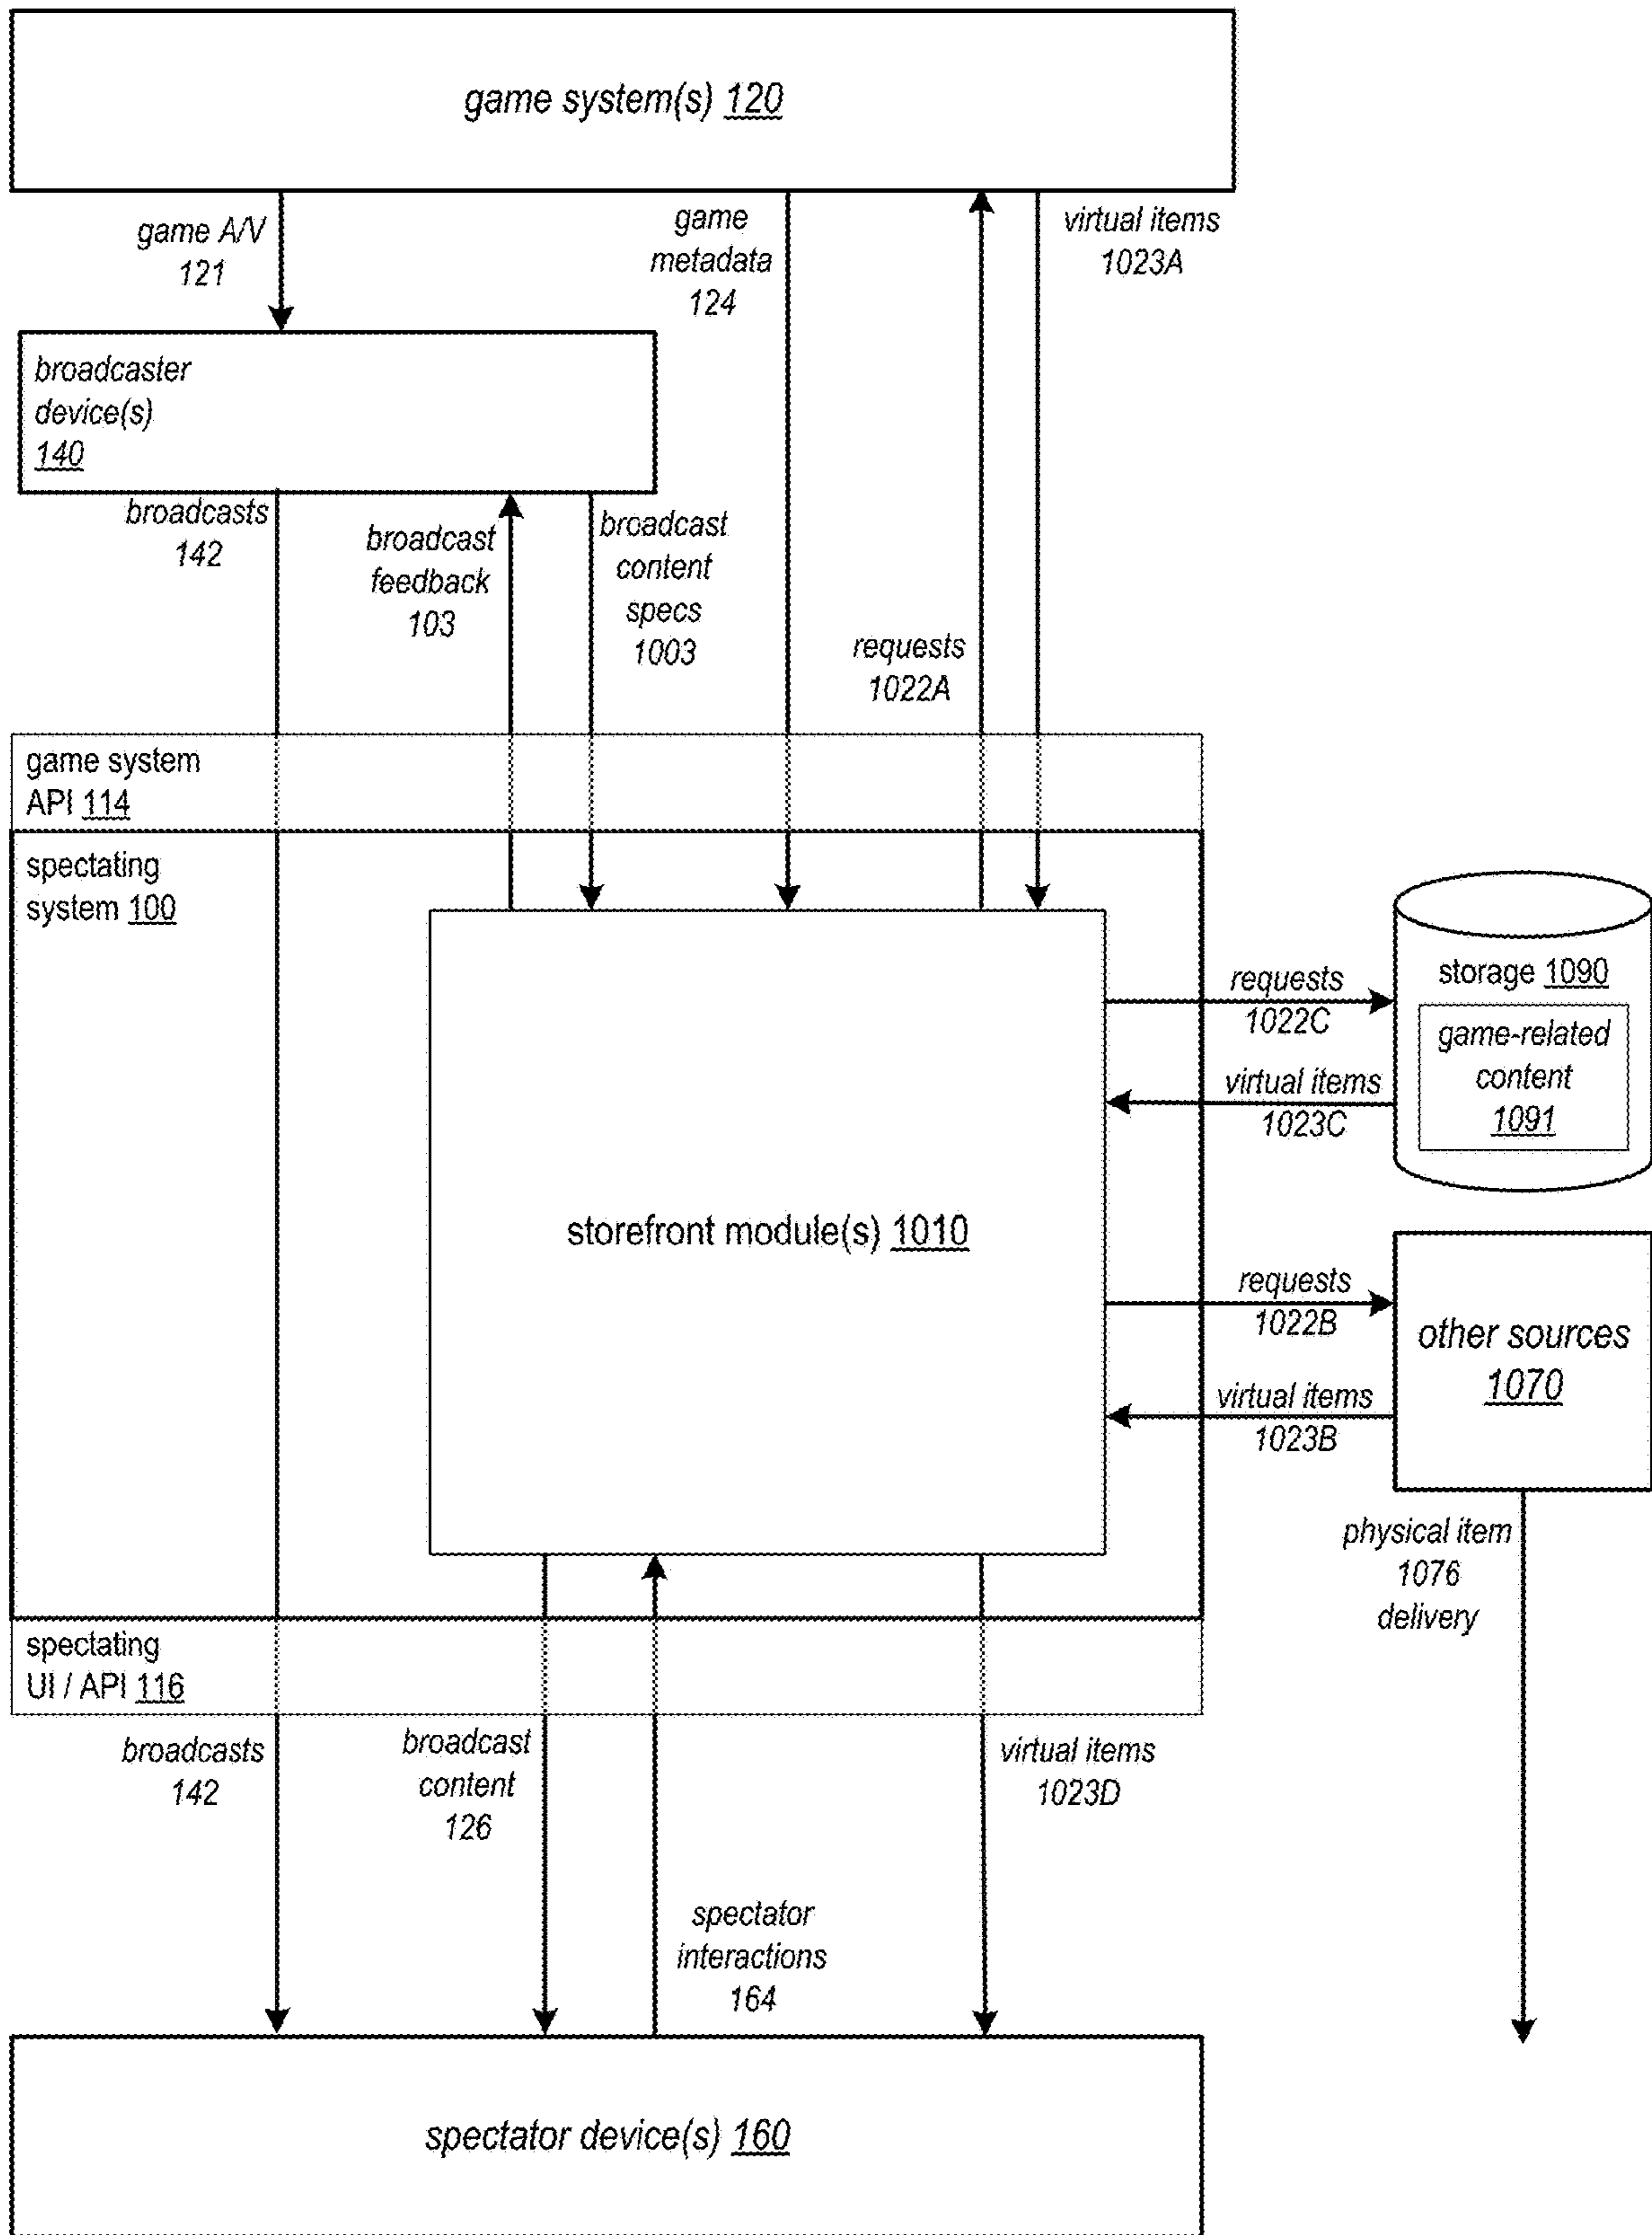 game system(s) 120
game A/V
121
game
metadata
124
virtual items
1023A
broadcaster
device(s)
140
broadcasts
142
broadcast
feedback
103
broadcast
content
specs
1003
requests
1022A
game system
API 114
spectating
system 100
storefront module(s) 1010
requests
1022C
virtual items
1023C
storage 1090
game-related
content
1091
requests
1022B
virtual items
1023B
other sources
1070
physical item
1076
delivery
spectating
UI / API 116
broadcasts
142
broadcast
content
126
spectator
interactions
164
virtual items
1023D
spectator device(s) 160